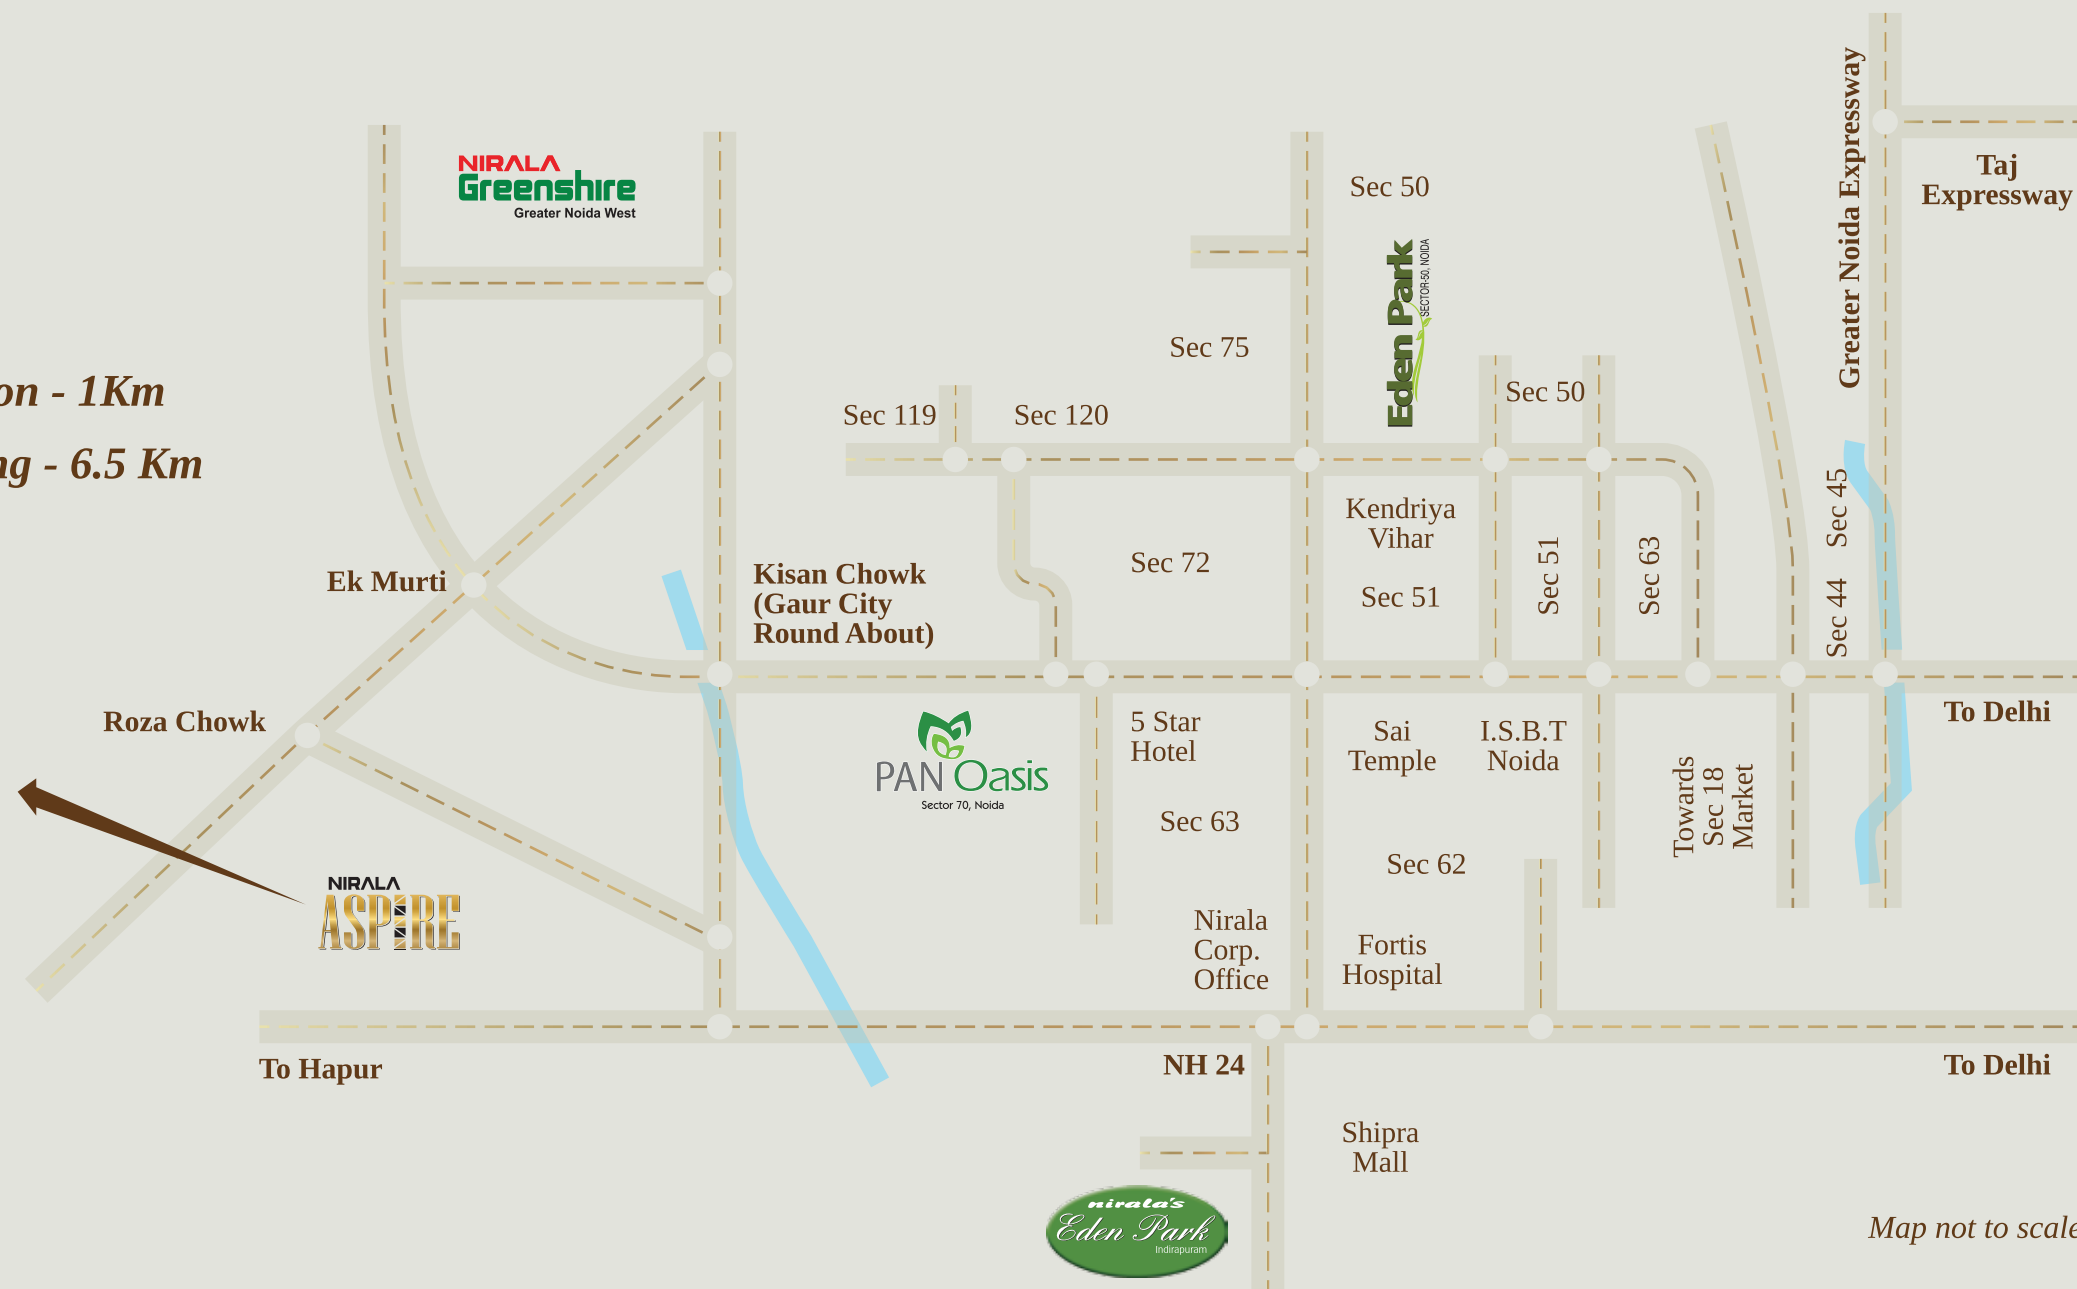 Greater Noida Expressway
Taj
Expressway
NIRALA
Greenshire
Greater Noida West
Sec 50
Eden Park
SECTOR-50, NOIDA
Sec 75
on - 1Km
Sec 50
Sec 119
Sec 120
ng - 6.5 Km
Sec 45
Kendriya
Vihar
Sec 72
Sec 51
Sec 51
Sec 63
Sec 44
Ek Murti
Kisan Chowk
(Gaur City
Round About)
Roza Chowk
To Delhi
PAN Oasis
Sector 70, Noida
5 Star
Hotel
Sai
Temple
I.S.B.T
Noida
Towards
Sec 18
Market
Sec 63
Sec 62
NIRALA
ASPIRE
Nirala
Corp.
Office
Fortis
Hospital
To Hapur
NH 24
To Delhi
Shipra
Mall
nirala's
Eden Park
Indirapuram
Map not to scale